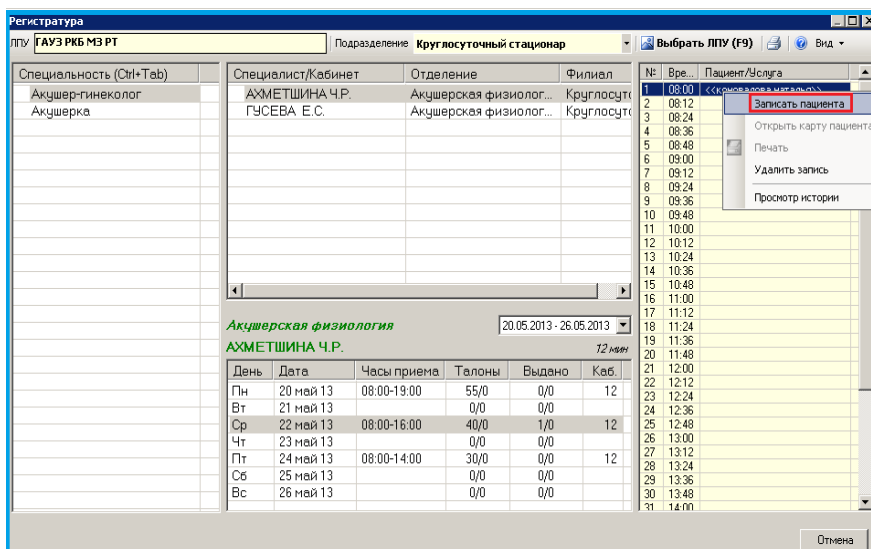 Регистратура
ЛПУ ГАУЗ РКБ МЗ РТ Подразделение Круглосуточный стационар Выбрать ЛПУ (F9) Вид
Специальность (Ctrl+Tab)
Акушер-гинеколог
Акушерка
Специалист/Кабинет Отделение Филиал
АХМЕТШИНА Ч.Р. Акушерская физиолог... Круглосуто
ГУСЕВА Е.С. Акушерская физиолог... Круглосуто
Акушерская физиология 20.05.2013 - 26.05.2013
АХМЕТШИНА Ч.Р. 12 мин
День Дата Часы приема Талоны Выдано Каб.
Пн 20 май 13 08:00-19:00 55/0 0/0 12
Вт 21 май 13 0/0 0/0
Ср 22 май 13 08:00-16:00 40/0 1/0 12
Чт 23 май 13 0/0 0/0
Пт 24 май 13 08:00-14:00 30/0 0/0 12
Сб 25 май 13 0/0 0/0
Вс 26 май 13 0/0 0/0
№ Вре... Пациент/Услуга
1 08:00 <<коновалова наталья>>
2 08:12
3 08:24
4 08:36
5 08:48
6 09:00
7 09:12
8 09:24
9 09:36
10 09:48
11 10:00
12 10:12
13 10:24
14 10:36
15 10:48
16 11:00
17 11:12
18 11:24
19 11:36
20 11:48
21 12:00
22 12:12
23 12:24
24 12:36
25 12:48
26 13:00
27 13:12
28 13:24
29 13:36
30 13:48
31 14:00
Записать пациента
Открыть карту пациента
Печать
Удалить запись
Просмотр истории
Отмена